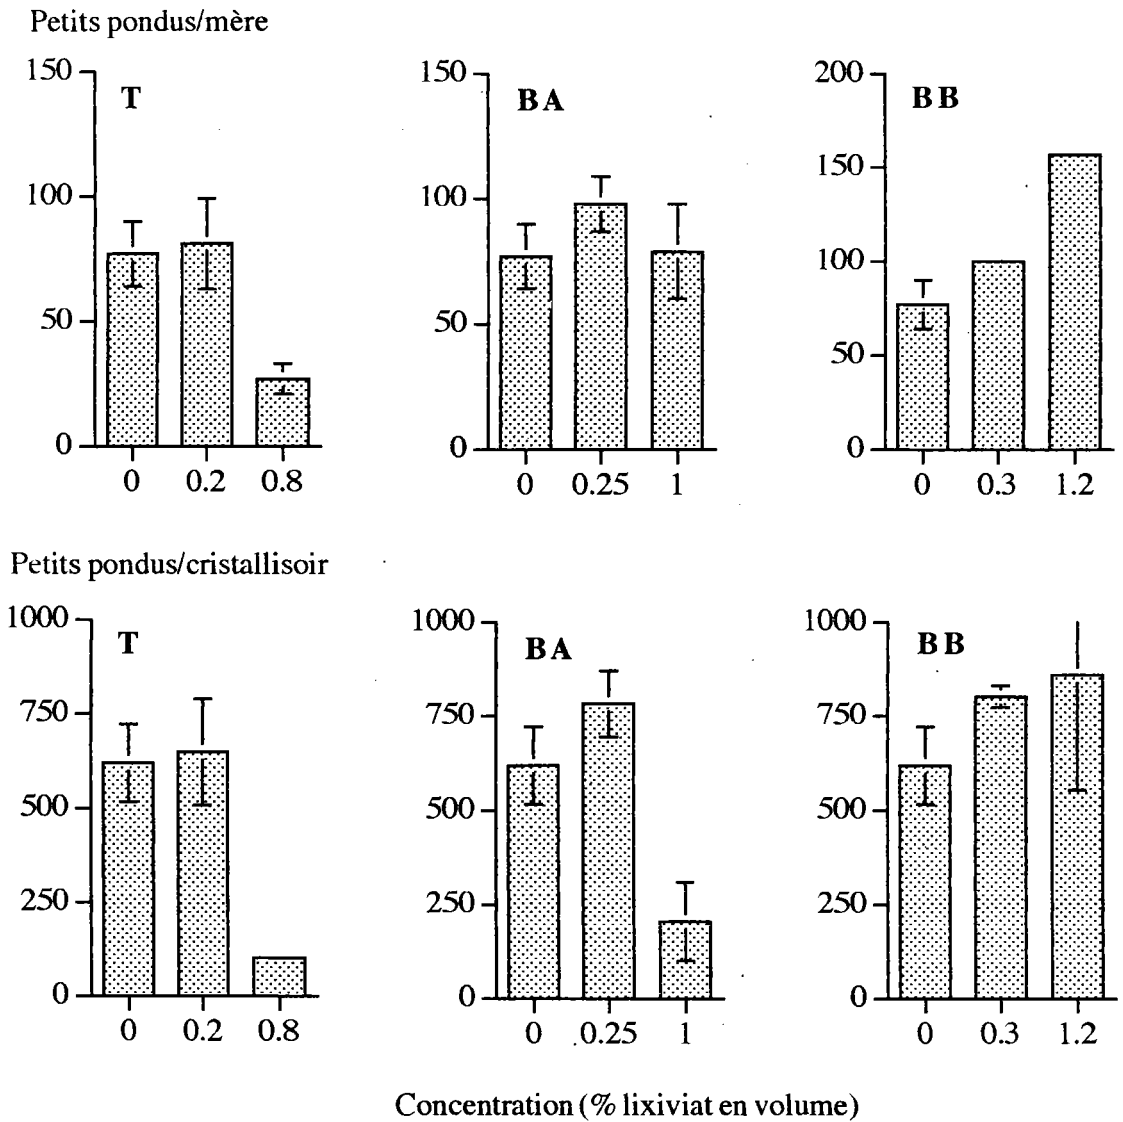 Petits pondus/mère
150
T
100
50
0
0 0.2 0.8
150
BA
100
50
0
0 0.25 1
200
BB
150
100
50
0
0 0.3 1.2
Petits pondus/cristallisoir
1000
T
750
500
250
0
0 0.2 0.8
1000
BA
750
500
250
0
0 0.25 1
1000
BB
750
500
250
0
0 0.3 1.2
Concentration (% lixiviat en volume)